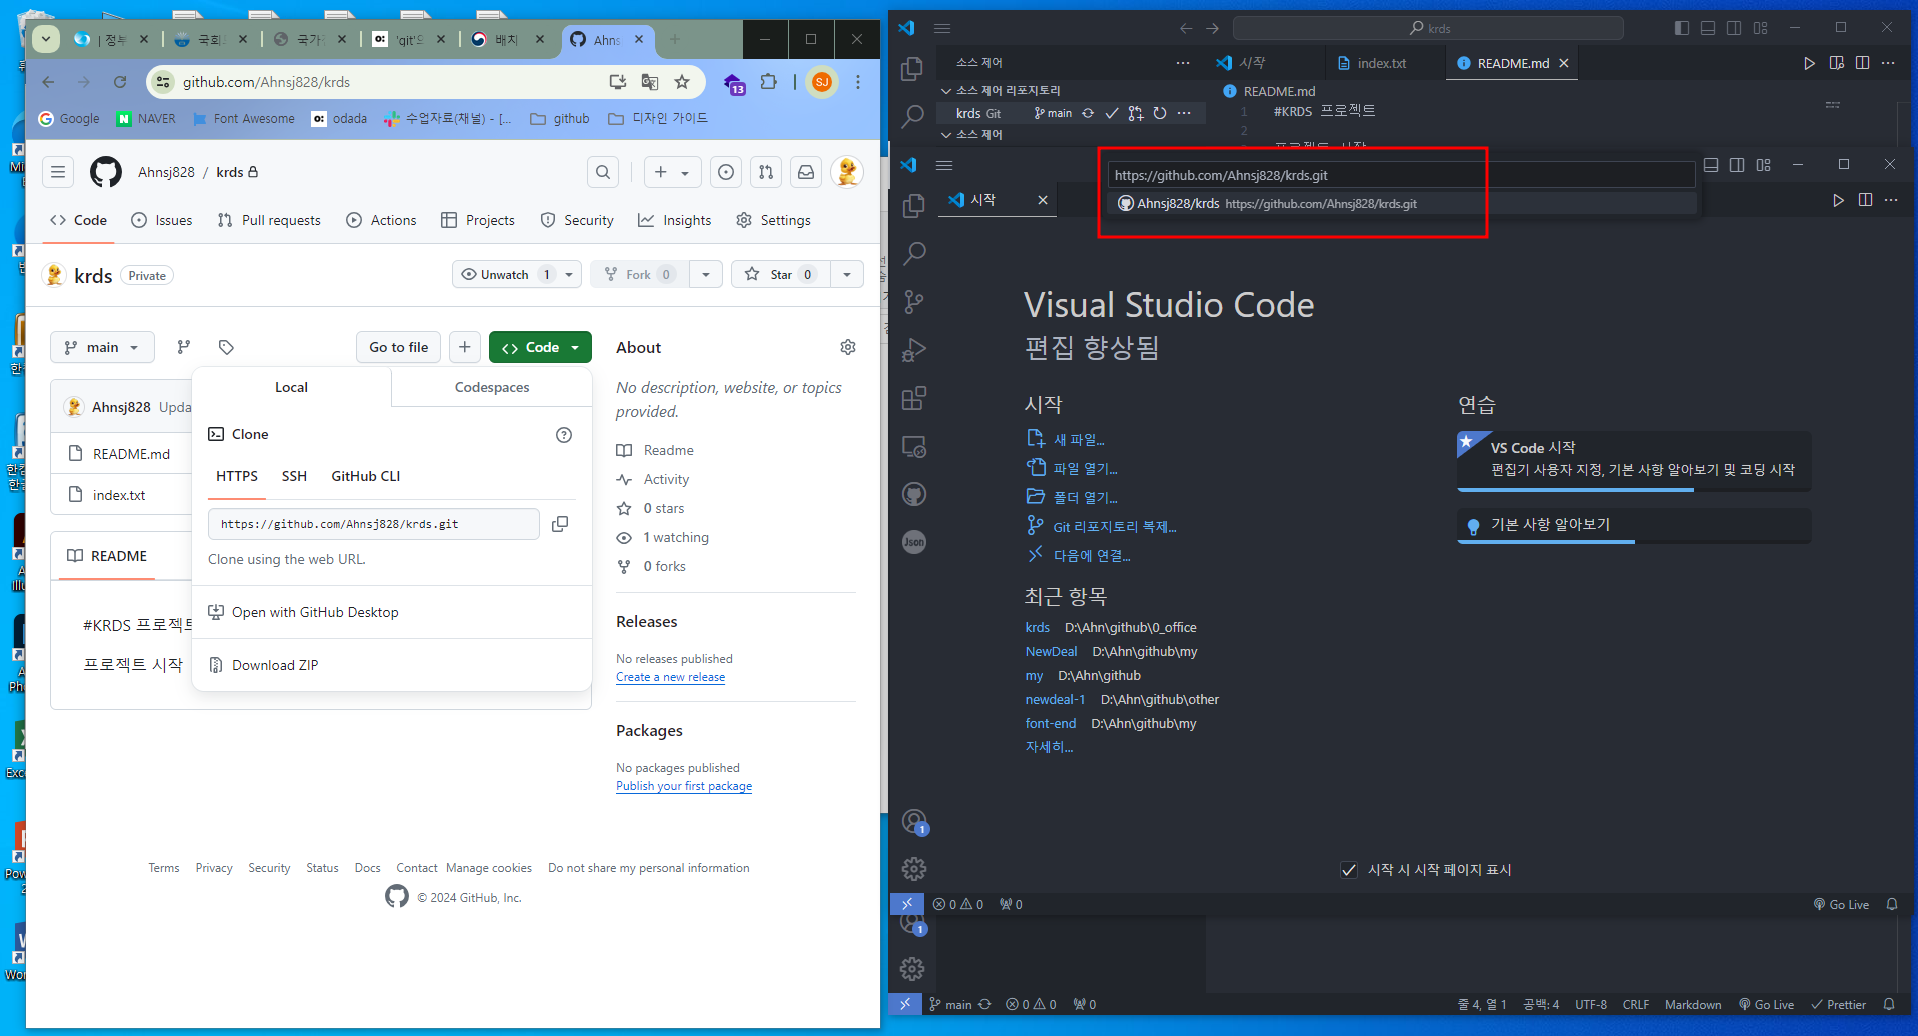 정부
국회
국가
'git'의
배치
Ahns
github.com/Ahnsj828/krds
13
SJ
Google
NAVER
Font Awesome
odada
수업자료(채널) - [...
github
디자인 가이드
Ahnsj828 / krds
Code
Issues
Pull requests
Actions
Projects
Security
Insights
Settings
krds Private
Unwatch 1
Fork 0
Star 0
main
Go to file
Code
About
Local
Codespaces
No description, website, or topics
provided.
Ahnsj828 Upda
Clone
README.md
Readme
HTTPS
SSH
GitHub CLI
Activity
index.txt
0 stars
https://github.com/Ahnsj828/krds.git
1 watching
README
Clone using the web URL.
0 forks
Open with GitHub Desktop
#KRDS 프로젝트
Releases
프로젝트 시작
Download ZIP
No releases published
Create a new release
Packages
No packages published
Publish your first package
Terms
Privacy
Security
Status
Docs
Contact
Manage cookies
Do not share my personal information
© 2024 GitHub, Inc.
krds
소스 제어
시작
index.txt
README.md
소스 제어 리포지토리
README.md
krds Git
main
1 #KRDS 프로젝트
소스 제어
2
프로젝트 시작
https://github.com/Ahnsj828/krds.git
Ahnsj828/krds https://github.com/Ahnsj828/krds.git
시작
Visual Studio Code
편집 향상됨
시작
새 파일...
파일 열기...
폴더 열기...
Git 리포지토리 복제...
다음에 연결...
연습
VS Code 시작
편집기 사용자 지정, 기본 사항 알아보기 및 코딩 시작
기본 사항 알아보기
Json
최근 항목
krds D:\Ahn\github\0_office
NewDeal D:\Ahn\github\my
my D:\Ahn\github
newdeal-1 D:\Ahn\github\other
font-end D:\Ahn\github\my
자세히...
1
시작 시 시작 페이지 표시
0 0
0
Go Live
1
main
0 0
0
줄 4, 열 1
공백: 4
UTF-8
CRLF
Markdown
Go Live
Prettier